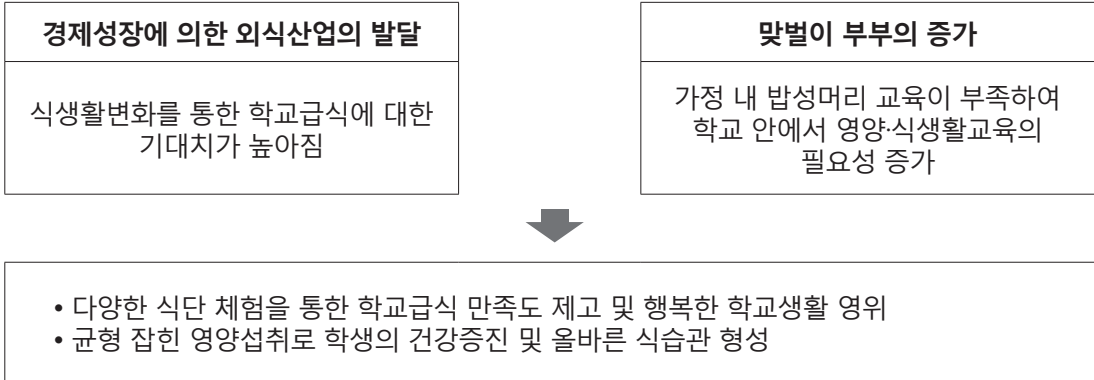 경제성장에 의한 외식산업의 발달
식생활변화를 통한 학교급식에 대한
기대치가 높아짐
맞벌이 부부의 증가
가정 내 밥성머리 교육이 부족하여
학교 안에서 영양·식생활교육의
필요성 증가
• 다양한 식단 체험을 통한 학교급식 만족도 제고 및 행복한 학교생활 영위
• 균형 잡힌 영양섭취로 학생의 건강증진 및 올바른 식습관 형성